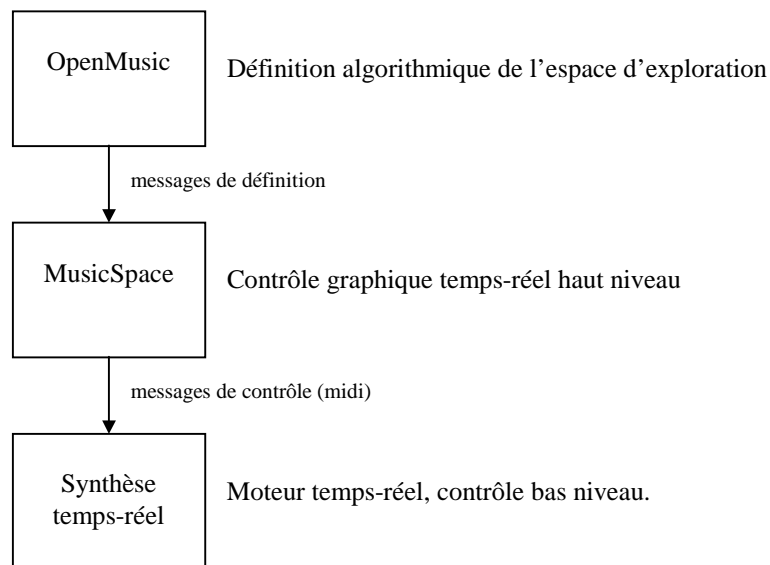 OpenMusic
Définition algorithmique de l’espace d’exploration
messages de définition
MusicSpace
Contrôle graphique temps-réel haut niveau
messages de contrôle (midi)
Synthèse
temps-réel
Moteur temps-réel, contrôle bas niveau.